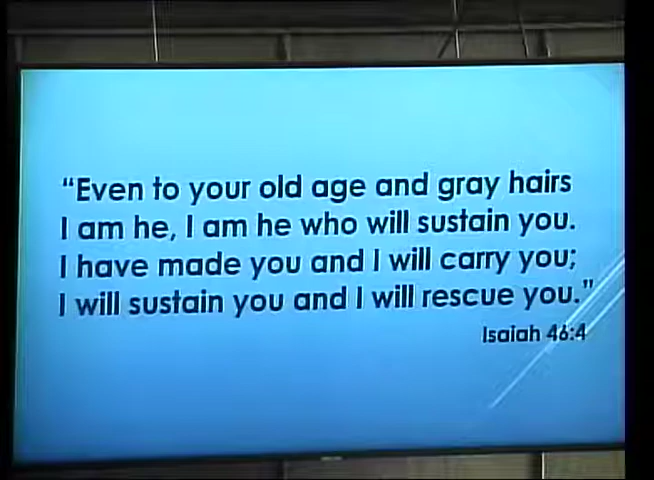 “Even to your old age and gray hairs
I am he, I am he who will sustain you.
I have made you and I will carry you;
I will sustain you and I will rescue you.”
Isaiah 46:4